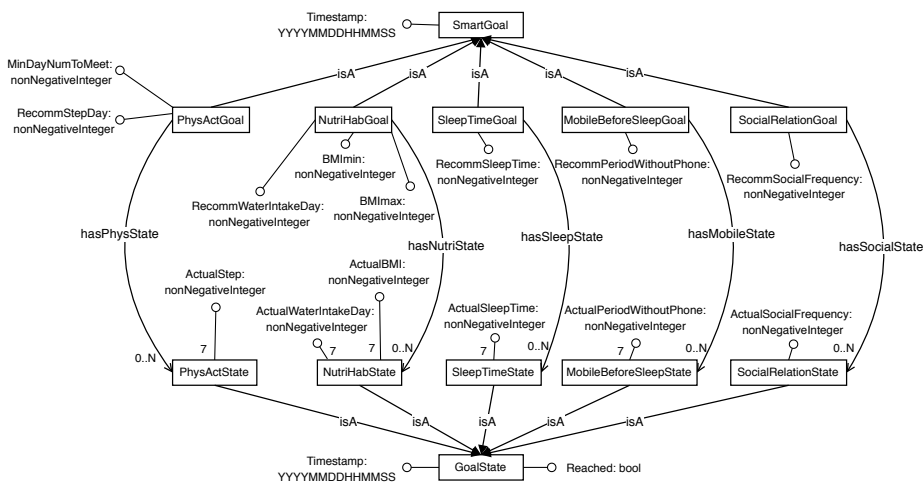 Timestamp:
YYYYMMDDHHMMSS
SmartGoal
MinDayNumToMeet:
nonNegativeInteger
isA
isA
isA
isA
isA
RecommStepDay:
nonNegativeInteger
PhysActGoal
NutriHabGoal
SleepTimeGoal
MobileBeforeSleepGoal
SocialRelationGoal
BMImin:
nonNegativeInteger
RecommSleepTime:
nonNegativeInteger
RecommPeriodWithoutPhone:
nonNegativeInteger
RecommSocialFrequency:
nonNegativeInteger
RecommWaterIntakeDay:
nonNegativeInteger
BMImax:
nonNegativeInteger
hasPhysState
hasNutriState
hasSleepState
hasMobileState
hasSocialState
ActualStep:
nonNegativeInteger
ActualBMI:
nonNegativeInteger
ActualWaterIntakeDay:
nonNegativeInteger
ActualSleepTime:
nonNegativeInteger
ActualPeriodWithoutPhone:
nonNegativeInteger
ActualSocialFrequency:
nonNegativeInteger
0..N
7
7
7
0..N
7
0..N
7
0..N
0..N
PhysActState
NutriHabState
SleepTimeState
MobileBeforeSleepState
SocialRelationState
isA
isA
isA
isA
isA
Timestamp:
YYYYMMDDHHMMSS
GoalState
Reached: bool